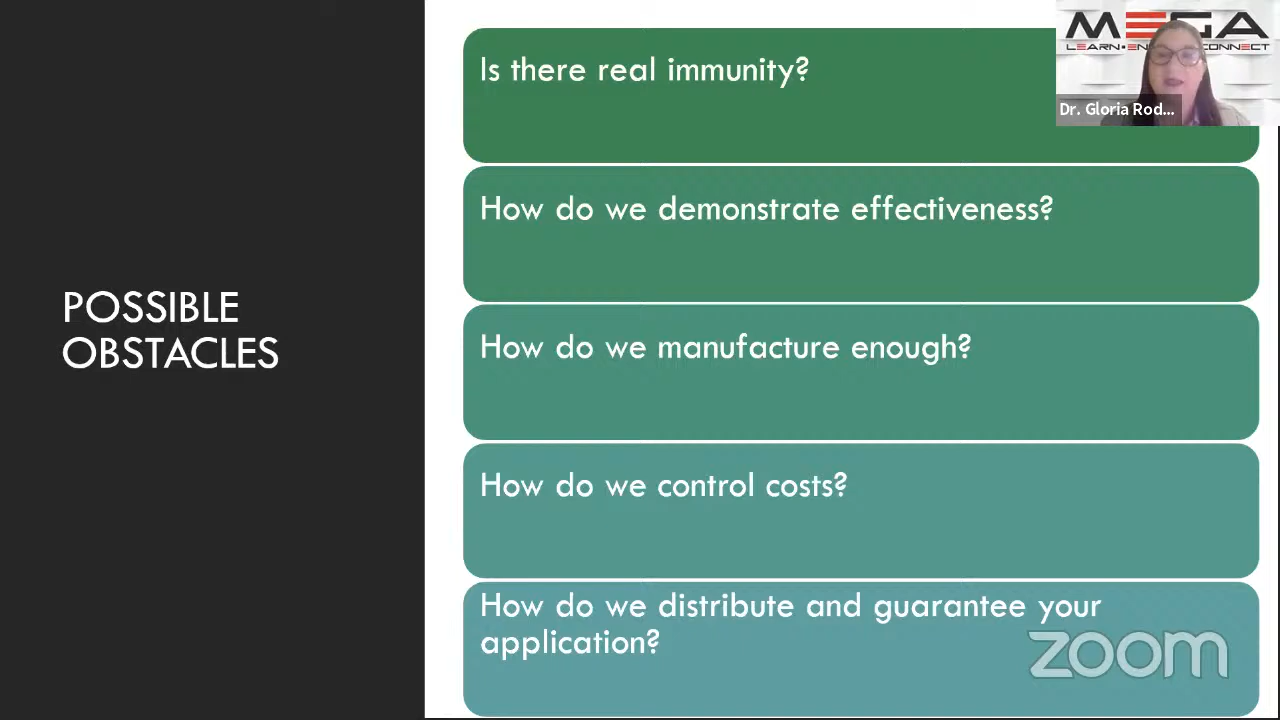 POSSIBLE
OBSTACLES
Is there real immunity?
How do we demonstrate effectiveness?
How do we manufacture enough?
How do we control costs?
How do we distribute and guarantee your
application?
Dr. Gloria Rod...
zoom